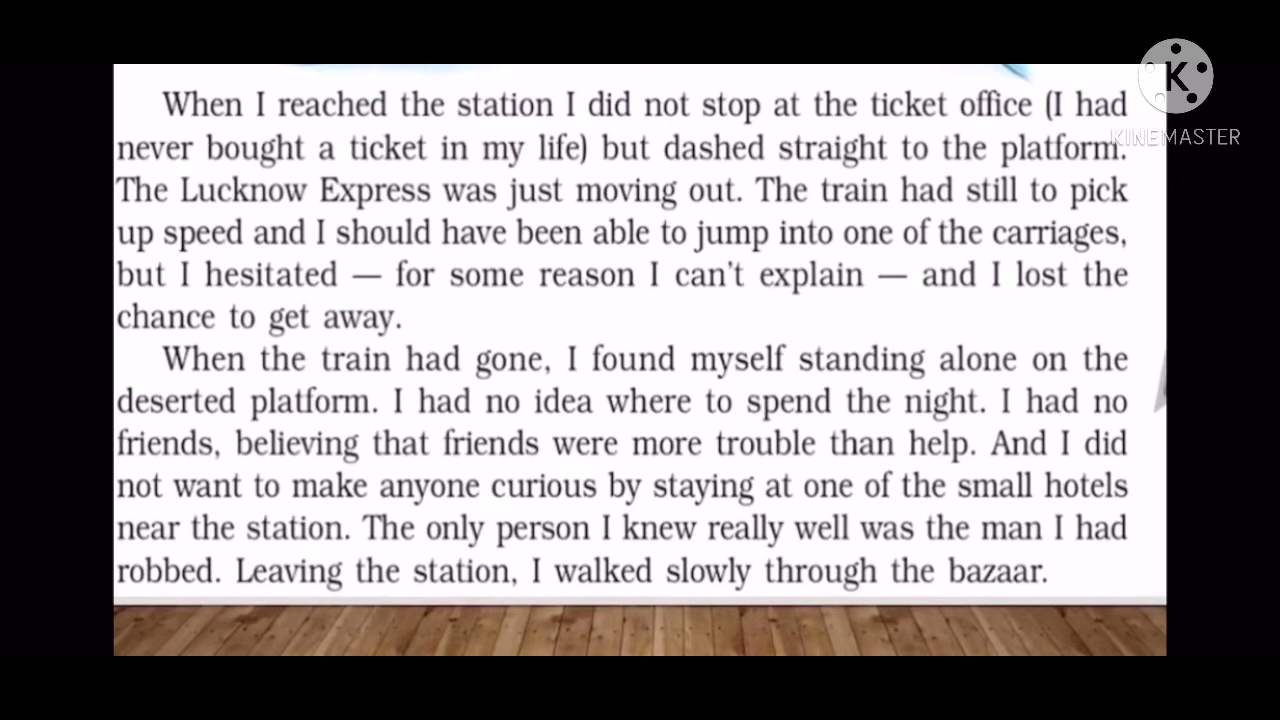 K
KINEMASTER
When I reached the station I did not stop at the ticket office (I had
never bought a ticket in my life) but dashed straight to the platform.
The Lucknow Express was just moving out. The train had still to pick
up speed and I should have been able to jump into one of the carriages,
but I hesitated — for some reason I can't explain — and I lost the
chance to get away.
When the train had gone, I found myself standing alone on the
deserted platform. I had no idea where to spend the night. I had no
friends, believing that friends were more trouble than help. And I did
not want to make anyone curious by staying at one of the small hotels
near the station. The only person I knew really well was the man I had
robbed. Leaving the station, I walked slowly through the bazaar.